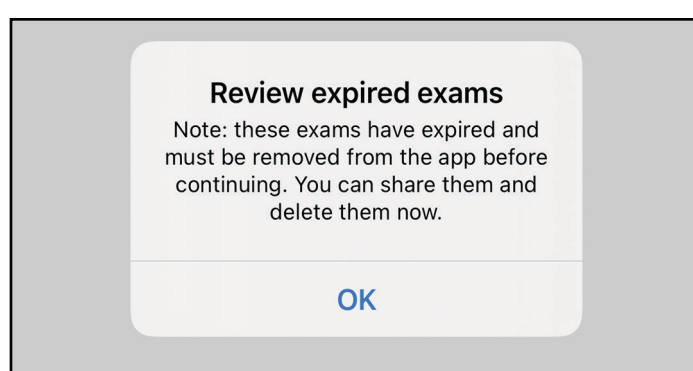 Review expired exams
Note: these exams have expired and
must be removed from the app before
continuing. You can share them and
delete them now.
OK